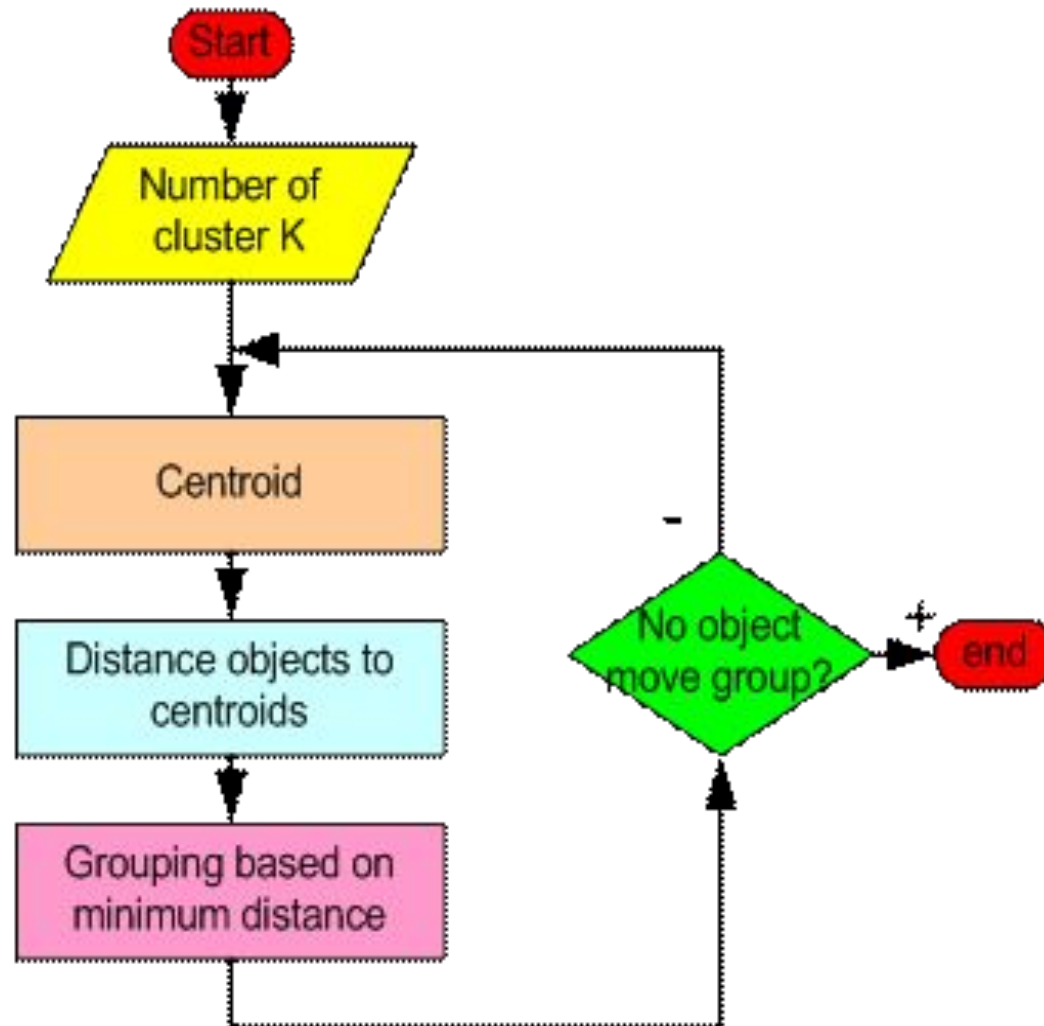 Start
Number of
cluster K
Centroid
Distance objects to
centroids
Grouping based on
minimum distance
-
No object
move group?
+
end